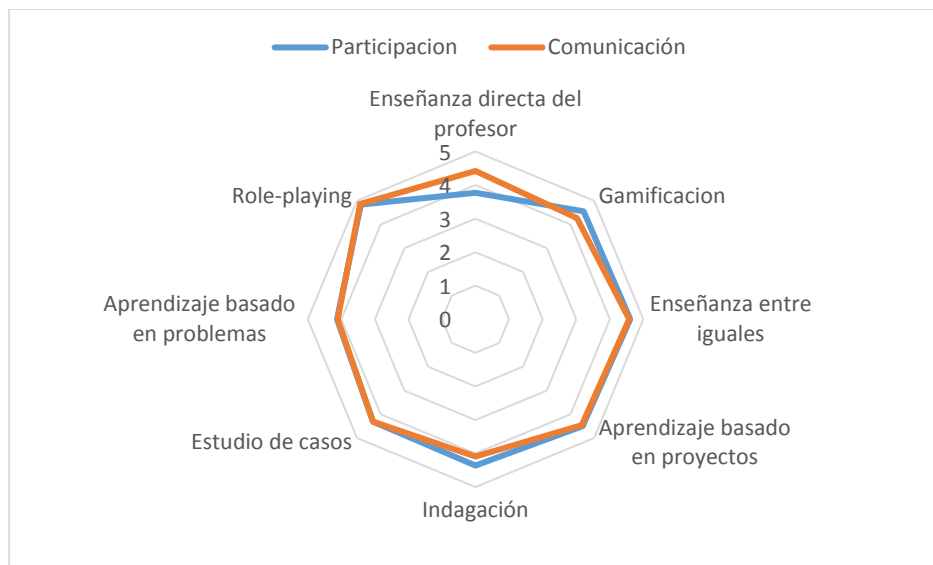 Participacion
Comunicación
Enseñanza directa del
profesor
Gamificacion
Enseñanza entre
iguales
Aprendizaje basado
en proyectos
Indagación
Estudio de casos
Aprendizaje basado
en problemas
Role-playing
5
4
3
2
1
0